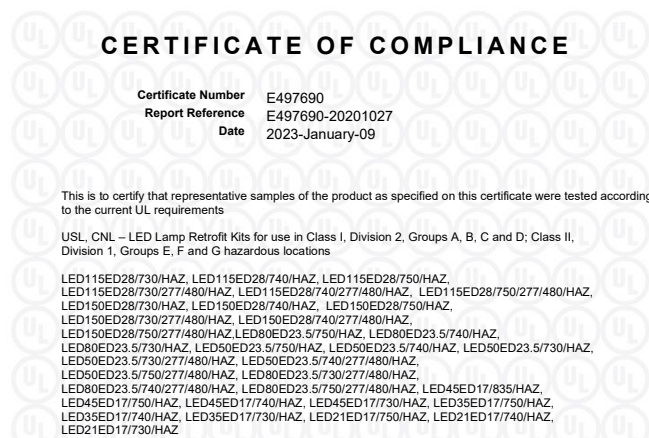 CERTIFICATE OF COMPLIANCE
Certificate Number E497690
Report Reference E497690-20201027
Date 2023-January-09
This is to certify that representative samples of the product as specified on this certificate were tested according
to the current UL requirements
USL, CNL – LED Lamp Retrofit Kits for use in Class I, Division 2, Groups A, B, C and D; Class II,
Division 1, Groups E, F and G hazardous locations
LED115ED28/730/HAZ, LED115ED28/740/HAZ, LED115ED28/750/HAZ,
LED115ED28/730/277/480/HAZ, LED115ED28/740/277/480/HAZ, LED115ED28/750/277/480/HAZ,
LED150ED28/730/HAZ, LED150ED28/740/HAZ, LED150ED28/750/HAZ,
LED150ED28/730/277/480/HAZ, LED150ED28/740/277/480/HAZ,
LED150ED28/750/277/480/HAZ,LED80ED23.5/750/HAZ, LED80ED23.5/740/HAZ,
LED80ED23.5/730/HAZ, LED50ED23.5/750/HAZ, LED50ED23.5/740/HAZ, LED50ED23.5/730/HAZ,
LED50ED23.5/730/277/480/HAZ, LED50ED23.5/740/277/480/HAZ,
LED50ED23.5/750/277/480/HAZ, LED80ED23.5/730/277/480/HAZ,
LED80ED23.5/740/277/480/HAZ, LED80ED23.5/750/277/480/HAZ, LED45ED17/835/HAZ,
LED45ED17/750/HAZ, LED45ED17/740/HAZ, LED45ED17/730/HAZ, LED35ED17/750/HAZ,
LED35ED17/740/HAZ, LED35ED17/730/HAZ, LED21ED17/750/HAZ, LED21ED17/740/HAZ,
LED21ED17/730/HAZ